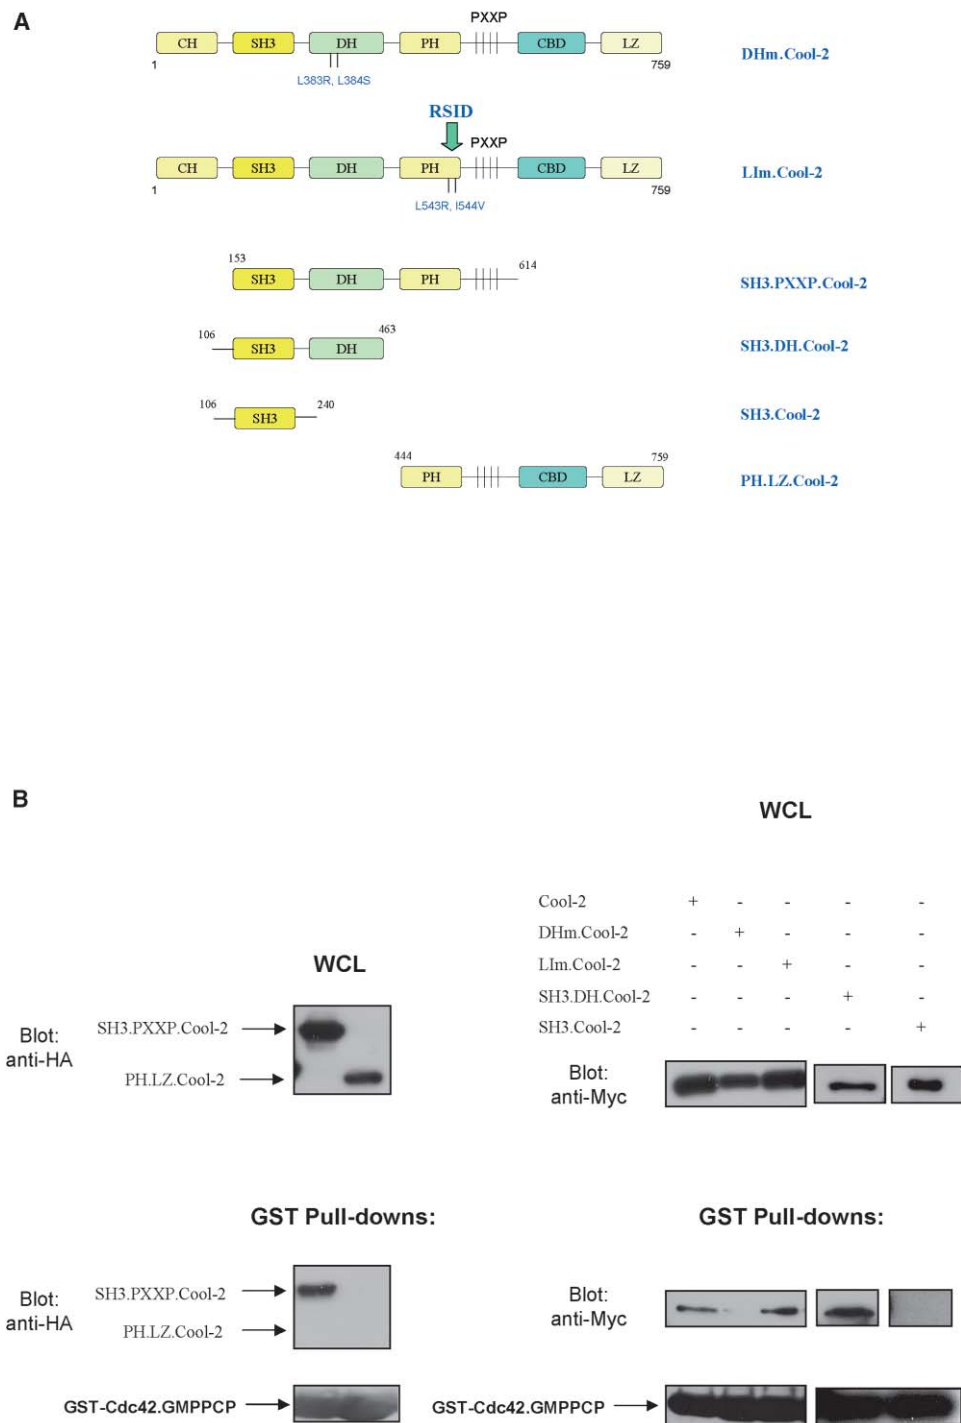 A
PXXP
CH SH3 DH PH CBD LZ
DHm.Cool-2
1 759
L383R, L384S
RSID
PXXP
CH SH3 DH PH CBD LZ
LIm.Cool-2
1 759
L543R, I544V
153 614
SH3 DH PH
SH3.PXXP.Cool-2
106 463
SH3 DH
SH3.DH.Cool-2
106 240
SH3
SH3.Cool-2
444 759
PH CBD LZ
PH.LZ.Cool-2
B
WCL
Cool-2 + - - - -
DHm.Cool-2 - + - - -
LIm.Cool-2 - - + - -
SH3.DH.Cool-2 - - - + -
SH3.Cool-2 - - - - +
Blot:
anti-Myc
WCL
Blot:
anti-HA
SH3.PXXP.Cool-2
PH.LZ.Cool-2
GST Pull-downs:
Blot:
anti-HA
SH3.PXXP.Cool-2
PH.LZ.Cool-2
GST-Cdc42.GMPPCP
GST Pull-downs:
Blot:
anti-Myc
GST-Cdc42.GMPPCP